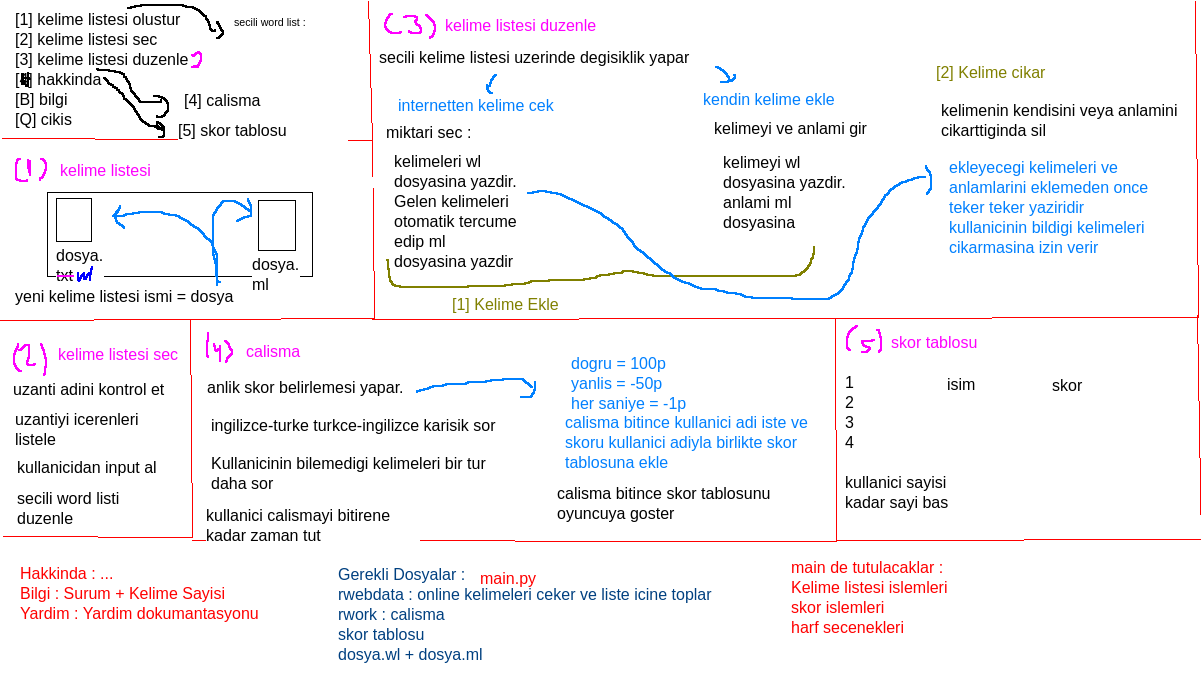 [1] kelime listesi olustur
[2] kelime listesi sec
[3] kelime listesi duzenle
hakkinda
[B] bilgi
[Q] cikis
secili word list :
[4] calisma
[5] skor tablosu
(3) kelime listesi duzenle
secili kelime listesi uzerinde degisiklik yapar
internetten kelime cek
miktari sec :
kelimeleri wl
dosyasina yazdir.
Gelen kelimeleri
otomatik tercume
edip ml
dosyasina yazdir
kendin kelime ekle
kelimeyi ve anlami gir
kelimeyi wl
dosyasina yazdir.
anlami ml
dosyasina
[1] Kelime Ekle
[2] Kelime cikar
kelimenin kendisini veya anlamini
cikarttiginda sil
ekleyecegi kelimeleri ve
anlamlarini eklemeden once
teker teker yaziridir
kullanicinin bildigi kelimeleri
cikarmasina izin verir
[1) kelime listesi
dosya.
txt wl
dosya.
ml
yeni kelime listesi ismi = dosya
(2) kelime listesi sec
uzanti adini kontrol et
uzantiyi icerenleri
listele
kullanicidan input al
secili word listi
duzenle
(4) calisma
anlik skor belirlemesi yapar.
ingilizce-turke turkce-ingilizce karisik sor
Kullanicinin bilemedigi kelimeleri bir tur
daha sor
kullanici calismayi bitirene
kadar zaman tut
dogru = 100p
yanlis = -50p
her saniye = -1p
calisma bitince kullanici adi iste ve
skoru kullanici adiyla birlikte skor
tablosuna ekle
calisma bitince skor tablosunu
oyuncuya goster
(5) skor tablosu
1 isim skor
2
3
4
kullanici sayisi
kadar sayi bas
Hakkinda : ...
Bilgi : Surum + Kelime Sayisi
Yardim : Yardim dokumantasyonu
Gerekli Dosyalar : main.py
rwebdata : online kelimeleri ceker ve liste icine toplar
rwork : calisma
skor tablosu
dosya.wl + dosya.ml
main de tutulacaklar :
Kelime listesi islemleri
skor islemleri
harf secenekleri